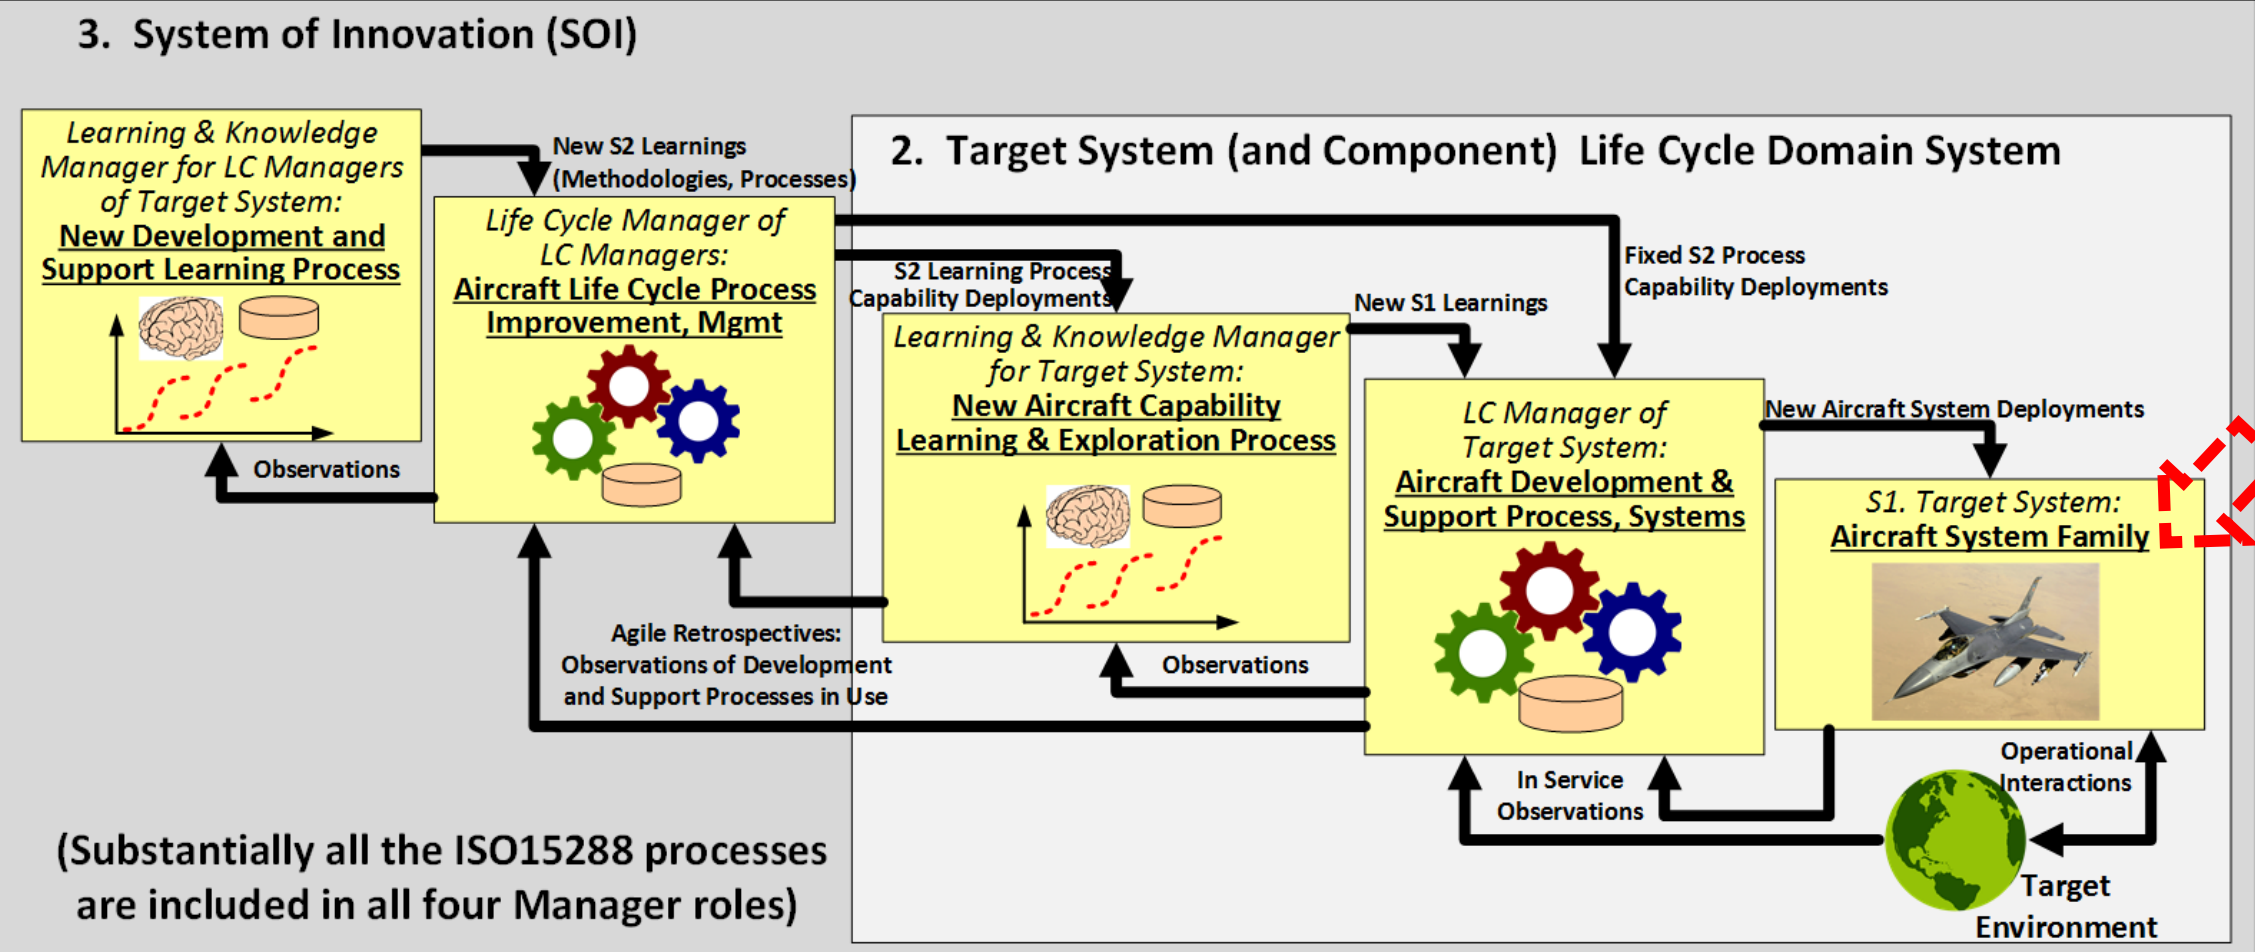 3.  System of Innovation (SOI)
Learning & Knowledge
Manager for LC Managers
of Target System:
New Development and
Support Learning Process
New S2 Learnings
(Methodologies, Processes)
Life Cycle Manager of
LC Managers:
Aircraft Life Cycle Process
Improvement, Mgmt
Observations
2.  Target System (and Component)  Life Cycle Domain System
S2 Learning Process
Capability Deployments
Fixed S2 Process
Capability Deployments
New S1 Learnings
Learning & Knowledge Manager
for Target System:
New Aircraft Capability
Learning & Exploration Process
LC Manager of
Target System:
Aircraft Development &
Support Process, Systems
New Aircraft System Deployments
S1. Target System:
Aircraft System Family
Agile Retrospectives:
Observations of Development
and Support Processes in Use
Observations
In Service
Observations
Operational
Interactions
Target
Environment
(Substantially all the ISO15288 processes
are included in all four Manager roles)